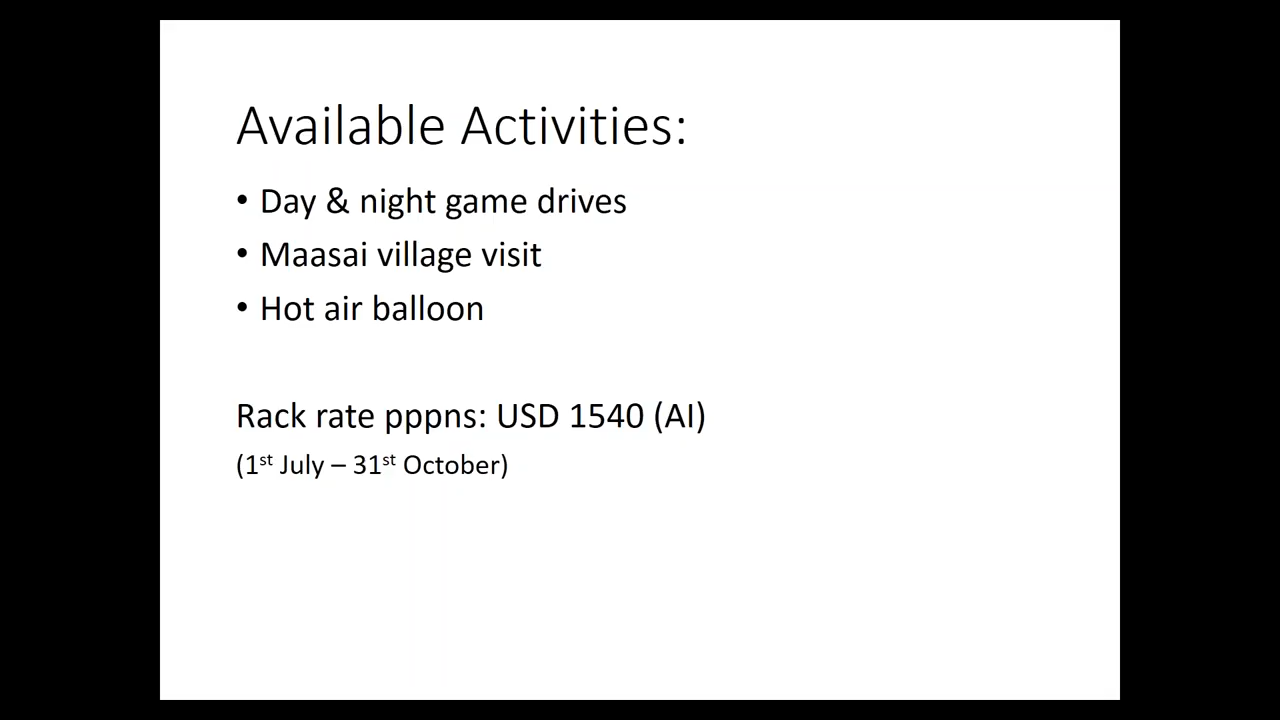 Available Activities:
• Day & night game drives
• Maasai village visit
• Hot air balloon
Rack rate pppns: USD 1540 (AI)
(1st July – 31st October)